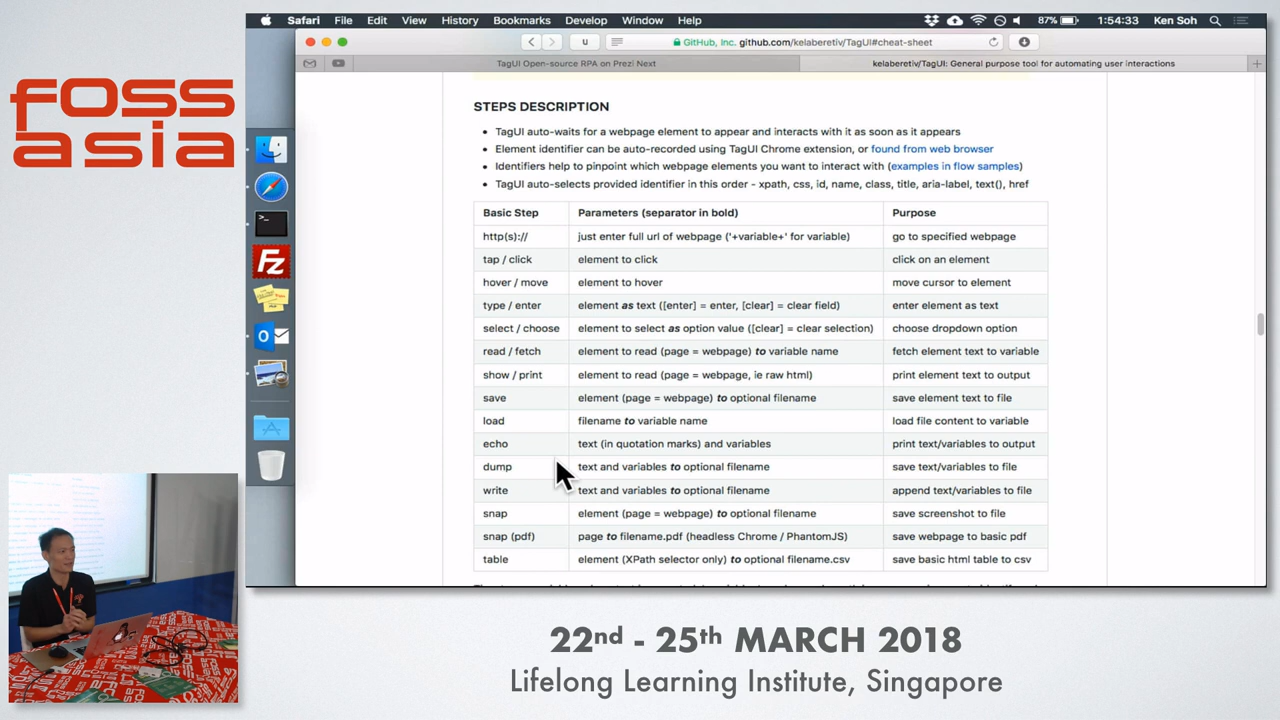 foss
asia
Safari File Edit View History Bookmarks Develop Window Help 87% 1:54:33 Ken Soh
GitHub, Inc. github.com/kelaberetiv/TagUI#cheat-sheet
TagUI Open-source RPA on Prezi Next
kelaberetiv/TagUI: General purpose tool for automating user interactions
STEPS DESCRIPTION
• TagUI auto-waits for a webpage element to appear and interacts with it as soon as it appears
• Element identifier can be auto-recorded using TagUI Chrome extension, or found from web browser
• Identifiers help to pinpoint which webpage elements you want to interact with (examples in flow samples)
• TagUI auto-selects provided identifier in this order - xpath, css, id, name, class, title, aria-label, text(), href
Basic Step Parameters (separator in bold) Purpose
http(s):// just enter full url of webpage ('+variable+' for variable) go to specified webpage
tap / click element to click click on an element
hover / move element to hover move cursor to element
type / enter element as text ([enter] = enter, [clear] = clear field) enter element as text
select / choose element to select as option value ([clear] = clear selection) choose dropdown option
read / fetch element to read (page = webpage) to variable name fetch element text to variable
show / print element to read (page = webpage, ie raw html) print element text to output
save element (page = webpage) to optional filename save element text to file
load filename to variable name load file content to variable
echo text (in quotation marks) and variables print text/variables to output
dump text and variables to optional filename save text/variables to file
write text and variables to optional filename append text/variables to file
snap element (page = webpage) to optional filename save screenshot to file
snap (pdf) page to filename.pdf (headless Chrome / PhantomJS) save webpage to basic pdf
table element (XPath selector only) to optional filename.csv save basic html table to csv
22nd - 25th MARCH 2018
Lifelong Learning Institute, Singapore